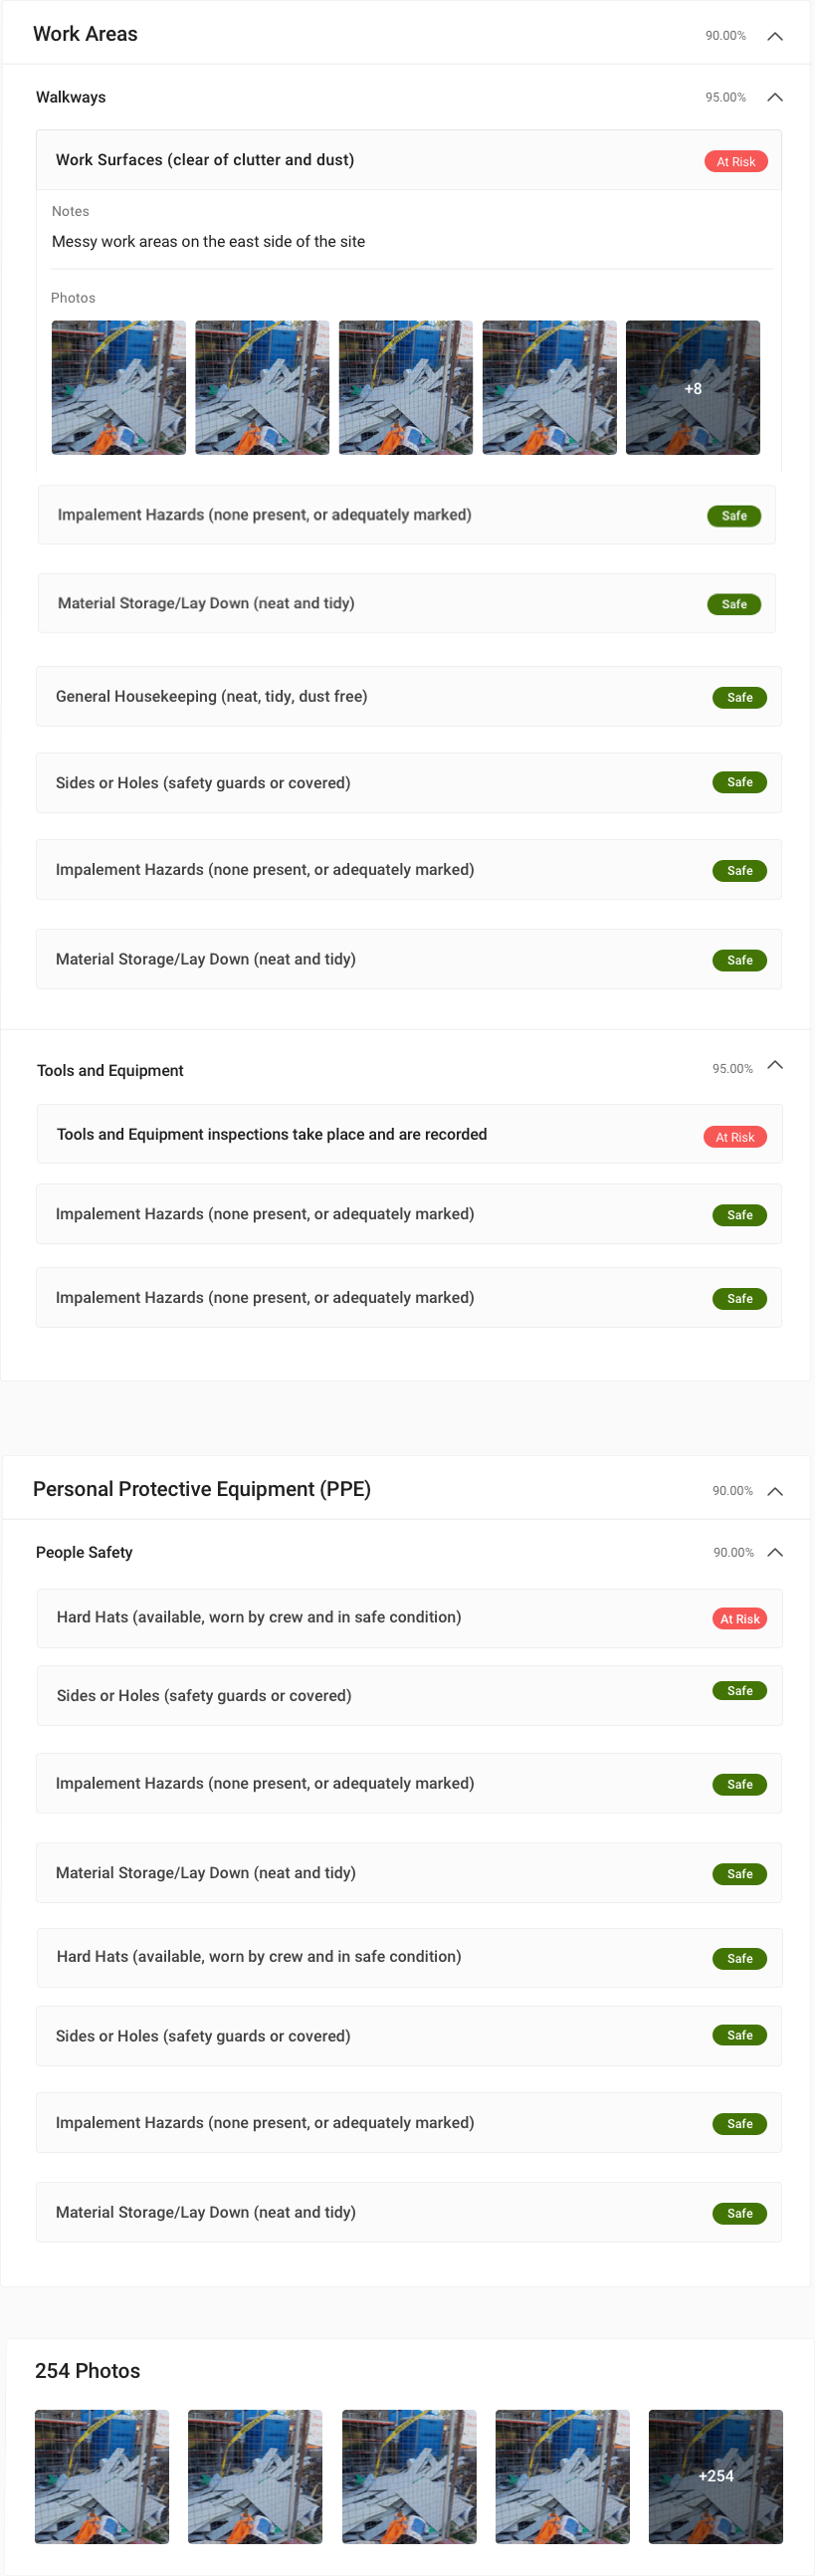 Work Areas
90.00%
Walkways
95.00%
Work Surfaces (clear of clutter and dust)
At Risk
Notes
Messy work areas on the east side of the site
Photos
+8
Impalement Hazards (none present, or adequately marked)
Safe
Material Storage/Lay Down (neat and tidy)
Safe
General Housekeeping (neat, tidy, dust free)
Safe
Sides or Holes (safety guards or covered)
Safe
Impalement Hazards (none present, or adequately marked)
Safe
Material Storage/Lay Down (neat and tidy)
Safe
Tools and Equipment
95.00%
Tools and Equipment inspections take place and are recorded
At Risk
Impalement Hazards (none present, or adequately marked)
Safe
Impalement Hazards (none present, or adequately marked)
Safe
Personal Protective Equipment (PPE)
90.00%
People Safety
90.00%
Hard Hats (available, worn by crew and in safe condition)
At Risk
Sides or Holes (safety guards or covered)
Safe
Impalement Hazards (none present, or adequately marked)
Safe
Material Storage/Lay Down (neat and tidy)
Safe
Hard Hats (available, worn by crew and in safe condition)
Safe
Sides or Holes (safety guards or covered)
Safe
Impalement Hazards (none present, or adequately marked)
Safe
Material Storage/Lay Down (neat and tidy)
Safe
254 Photos
+254